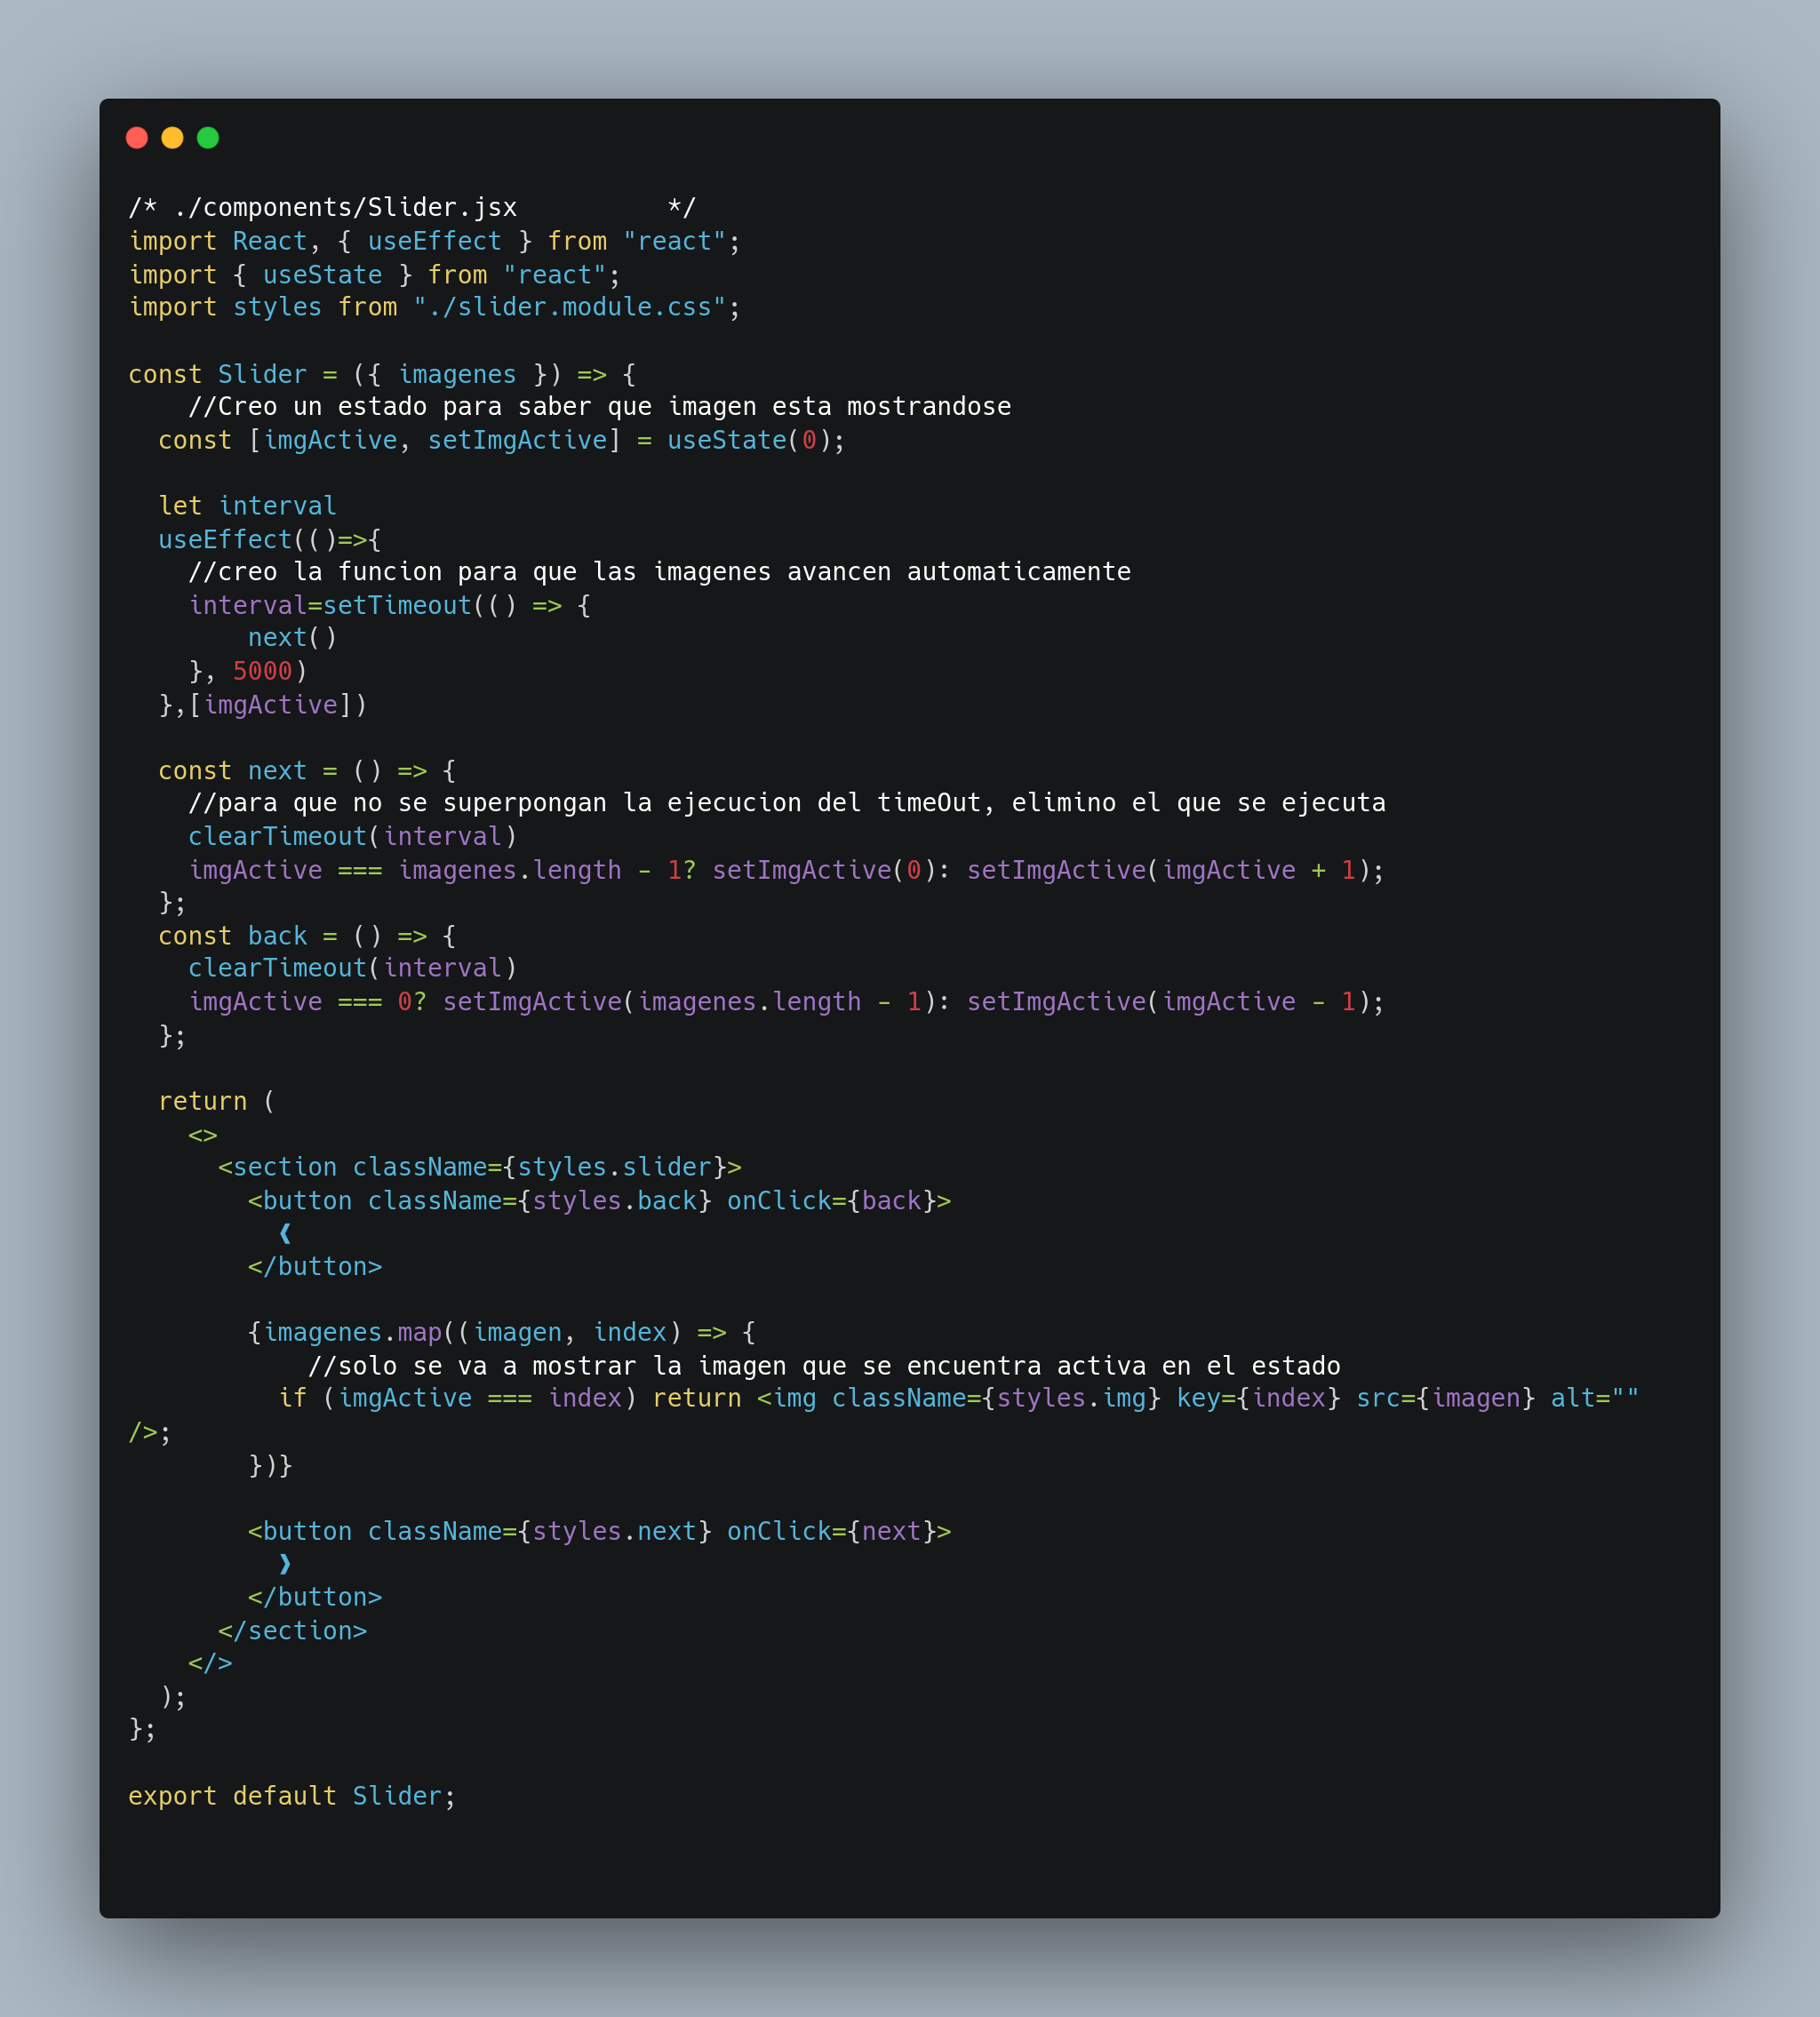 /* ./components/Slider.jsx          */
import React, { useEffect } from "react";
import { useState } from "react";
import styles from "./slider.module.css";

const Slider = ({ imagenes }) => {
    //Creo un estado para saber que imagen esta mostrandose
  const [imgActive, setImgActive] = useState(0);

  let interval
  useEffect(()=>{
    //creo la funcion para que las imagenes avancen automaticamente
    interval=setTimeout(() => {
        next()
    }, 5000)
  },[imgActive])

  const next = () => {
    //para que no se superpongan la ejecucion del timeOut, elimino el que se ejecuta
    clearTimeout(interval)
    imgActive === imagenes.length - 1? setImgActive(0): setImgActive(imgActive + 1);
  };
  const back = () => {
    clearTimeout(interval)
    imgActive === 0? setImgActive(imagenes.length - 1): setImgActive(imgActive - 1);
  };

  return (
    <>
      <section className={styles.slider}>
        <button className={styles.back} onClick={back}>
          ❰
        </button>

        {imagenes.map((imagen, index) => {
            //solo se va a mostrar la imagen que se encuentra activa en el estado
          if (imgActive === index) return <img className={styles.img} key={index} src={imagen} alt=""
/>;
        })}

        <button className={styles.next} onClick={next}>
          ❱
        </button>
      </section>
    </>
  );
};

export default Slider;